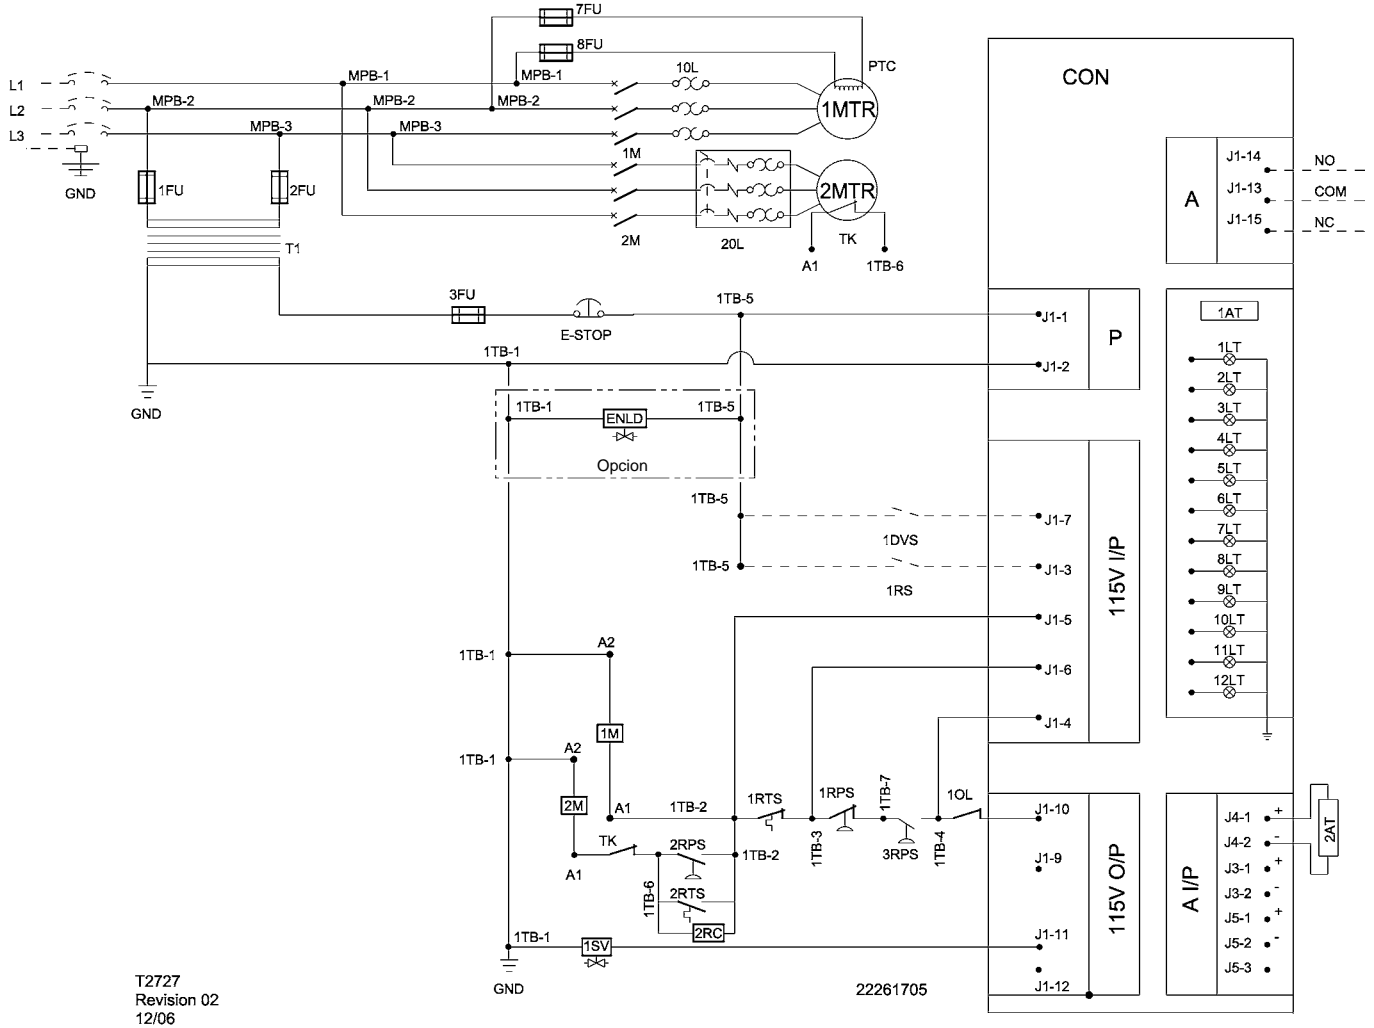 7FU
8FU
PTC
CON
L1
MPB-1
MPB-1
10L
L2
MPB-2
MPB-2
MPB-2
1MTR
L3
MPB-3
MPB-3
1M
J1-14
NO
GND
1FU
2FU
2MTR
J1-13
COM
A
J1-15
NC
T1
2M
20L
TK
A1
1TB-6
3FU
1TB-5
E-STOP
J1-1
P
1AT
1TB-1
J1-2
1LT
GND
1TB-1
ENLD
1TB-5
2LT
3LT
Opcion
4LT
5LT
1TB-5
6LT
J1-7
1DVS
7LT
1TB-5
J1-3
8LT
1RS
115V I/P
9LT
J1-5
10LT
1TB-1
A2
J1-6
11LT
12LT
J1-4
1M
1TB-1
A2
2M
A1
1TB-2
1RTS
1RPS
1TB-7
1OL
J1-10
J4-1
+
TK
2RPS
1TB-2
1TB-3
3RPS
1TB-4
J4-2
-
2AT
A1
J1-9
J3-1
+
1TB-6
2RTS
115V O/P
A I/P
J3-2
-
2RC
J5-1
+
1TB-1
1SV
J1-11
J5-2
-
J5-3
GND
22261705
J1-12
T2727
Revision 02
12/06